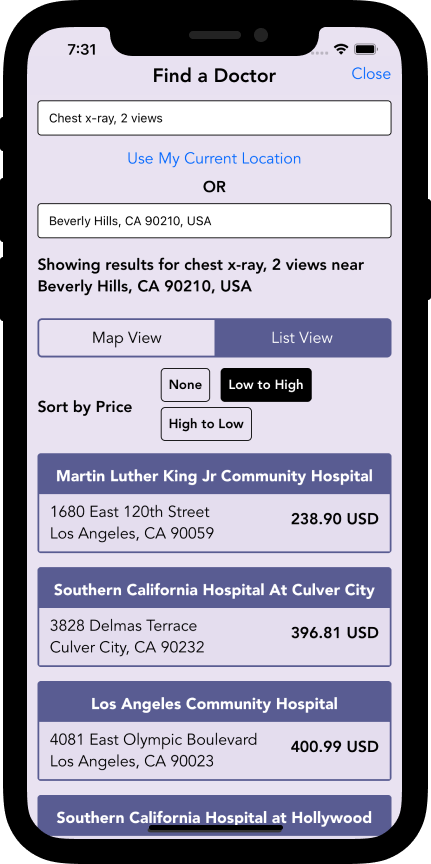 7:31
Find a Doctor
Close
Chest x-ray, 2 views
Use My Current Location
OR
Beverly Hills, CA 90210, USA
Showing results for chest x-ray, 2 views near
Beverly Hills, CA 90210, USA
Map View
List View
Sort by Price
None
Low to High
High to Low
Martin Luther King Jr Community Hospital
1680 East 120th Street
Los Angeles, CA 90059
238.90 USD
Southern California Hospital At Culver City
3828 Delmas Terrace
Culver City, CA 90232
396.81 USD
Los Angeles Community Hospital
4081 East Olympic Boulevard
Los Angeles, CA 90023
400.99 USD
Southern California Hospital at Hollywood